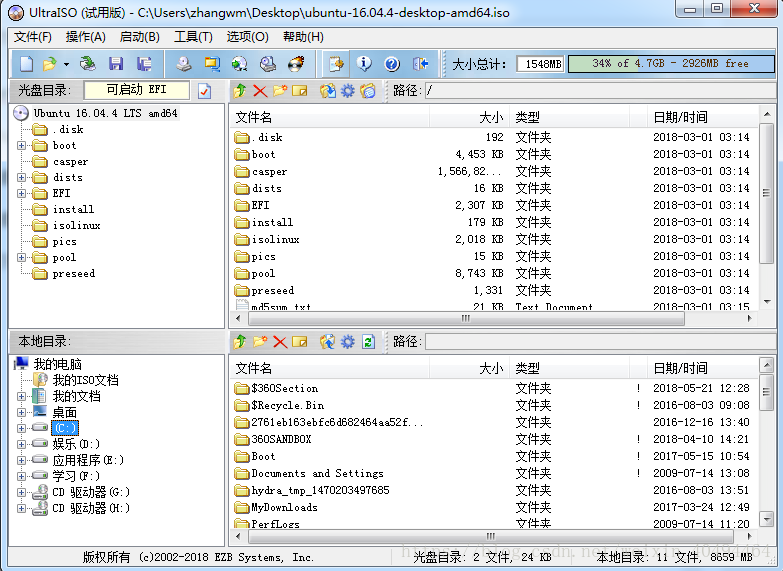 UltraISO (试用版) - C:\Users\zhangwm\Desktop\ubuntu-16.04.4-desktop-amd64.iso
文件(F) 操作(A) 启动(B) 工具(T) 选项(O) 帮助(H)
大小总计: 1548MB 34% of 4.7GB - 2926MB free
光盘目录: 可启动 EFI 路径: /
Ubuntu 16.04.4 LTS amd64
.disk
boot
casper
dists
EFI
install
isolinux
pics
pool
preseed
文件名 大小 类型 日期/时间
.disk 192 文件夹 2018-03-01 03:14
boot 4,453 KB 文件夹 2018-03-01 03:14
casper 1,566,82... 文件夹 2018-03-01 03:14
dists 16 KB 文件夹 2018-03-01 03:14
EFI 2,307 KB 文件夹 2018-03-01 03:14
install 179 KB 文件夹 2018-03-01 03:14
isolinux 2,018 KB 文件夹 2018-03-01 03:14
pics 15 KB 文件夹 2018-03-01 03:14
pool 8,743 KB 文件夹 2018-03-01 03:14
preseed 1,331 文件夹 2018-03-01 03:14
md5sum.txt 21 KB Text Document 2018-03-01 03:15
本地目录: 路径:
我的电脑
我的ISO文档
我的文档
桌面
(C:)
娱乐(D:)
应用程序(E:)
学习(F:)
CD 驱动器(G:)
CD 驱动器(H:)
文件名 大小 类型 日期/时间
$360Section 文件夹 ! 2018-05-21 12:28
$Recycle.Bin 文件夹 ! 2016-08-03 09:08
2761eb163ebfc6d682464aa52f... 文件夹 2016-12-16 13:40
360SANDBOX 文件夹 ! 2018-04-10 14:21
Boot 文件夹 ! 2017-05-15 10:54
Documents and Settings 文件夹 ! 2009-07-14 13:08
hydra_tmp_1470203497685 文件夹 2016-08-03 13:51
MyDownloads 文件夹 2017-03-24 12:49
PerfLogs 文件夹 2009-07-14 11:20
版权所有 (c)2002-2018 EZB Systems, Inc. 光盘目录: 2 文件, 24 KB 本地目录: 11 文件, 8659 MB